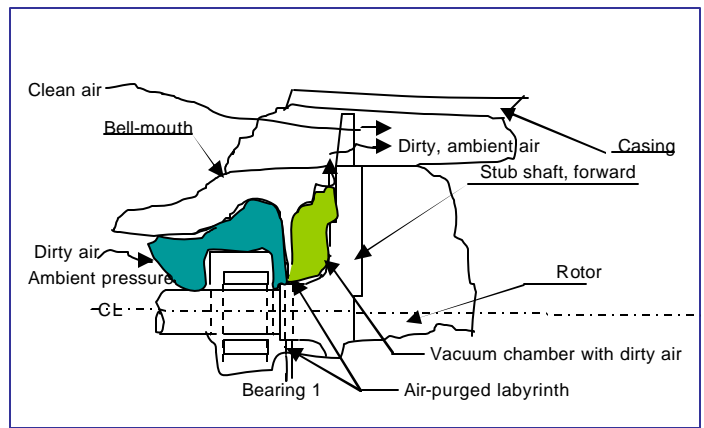 Clean air
Bell-mouth
Dirty, ambient air
Casing
Stub shaft, forward
Dirty air
Ambient pressure
Rotor
CL
Vacuum chamber with dirty air
Bearing 1
Air-purged labyrinth